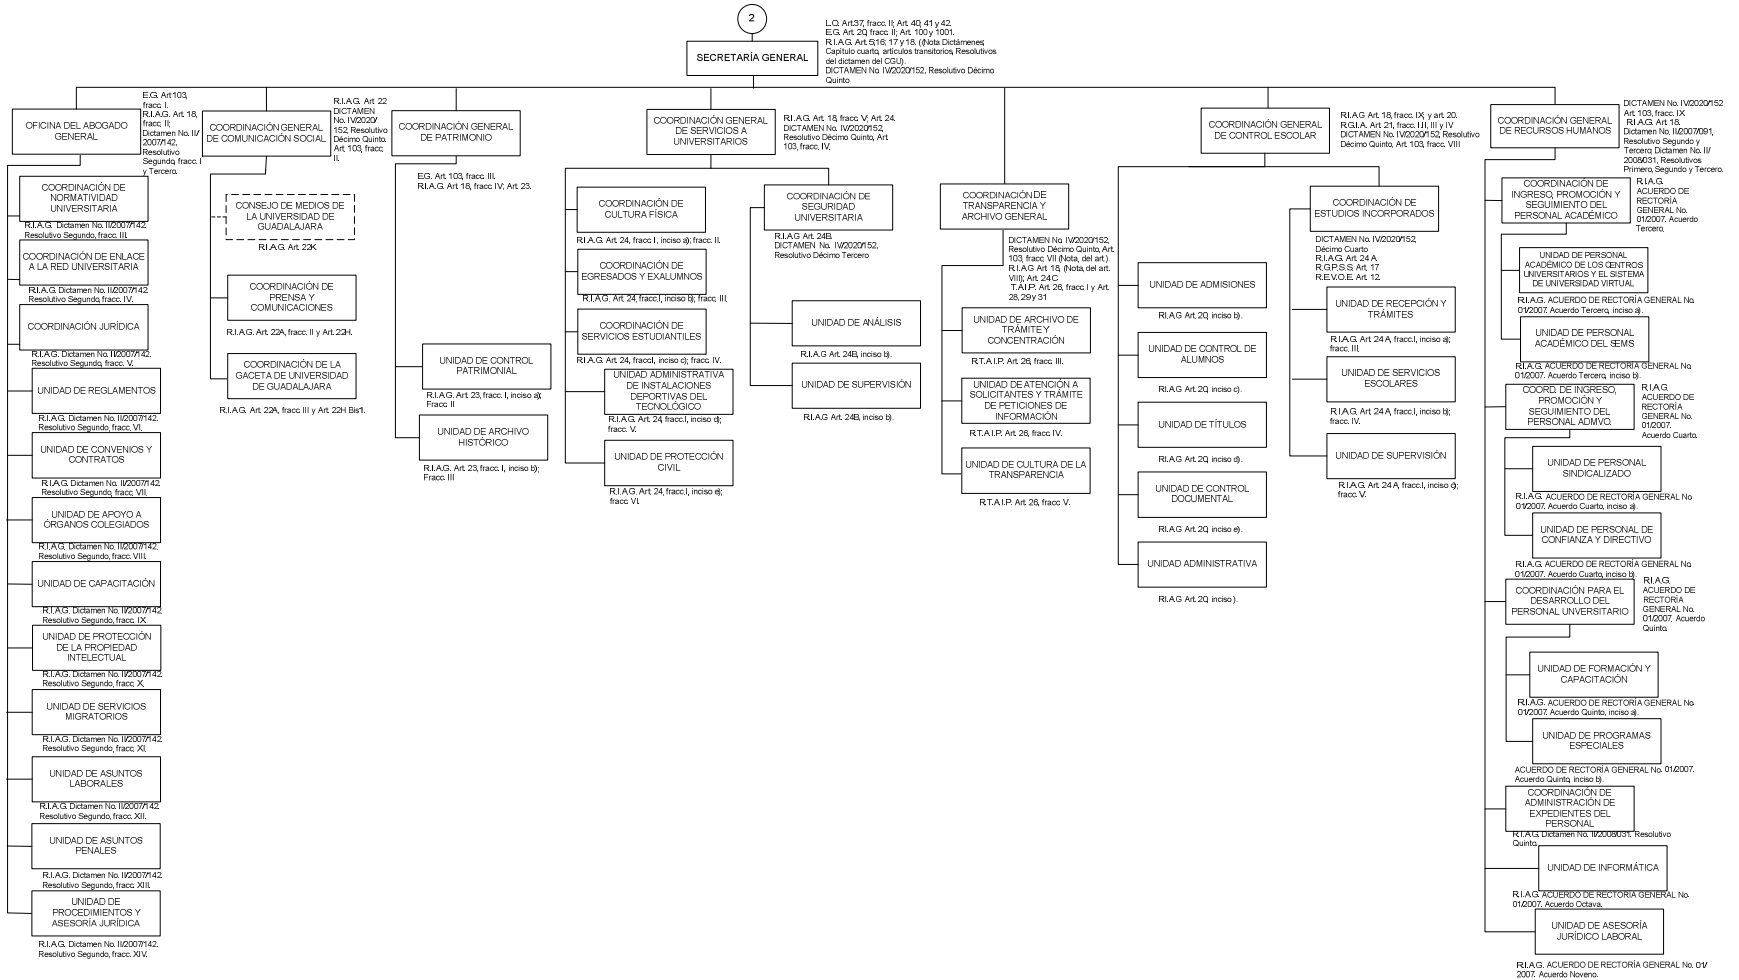 2
SECRETARÍA GENERAL
L.O. Art.37, fracc. II; Art. 40, 41 y 42.
E.G. Art. 20, fracc. II; Art. 100 y 1001.
R.I.A.G. Art. 5,16; 17 y 18. ((Nota Dictámenes,
Capítulo cuarto, artículos transitorios, Resolutivos
del dictamen del CGU).
DICTAMEN No. IV/2020/152, Resolutivo Décimo
Quinto
OFICINA DEL ABOGADO
GENERAL
E.G. Art 103,
fracc. I.
R.I.A.G. Art. 18,
fracc. II;
Dictamen No. II/
2007/142,
Resolutivo
Segundo, fracc. I
y Tercero.
COORDINACIÓN DE
NORMATIVIDAD
UNIVERSITARIA
R.I.A.G. Dictamen No. II/2007/142.
Resolutivo Segundo, fracc. III.
COORDINACIÓN DE ENLACE
A LA RED UNIVERSITARIA
R.I.A.G. Dictamen No. II/2007/142.
Resolutivo Segundo, fracc. IV.
COORDINACIÓN JURÍDICA
R.I.A.G. Dictamen No. II/2007/142.
Resolutivo Segundo, fracc. V.
UNIDAD DE REGLAMENTOS
R.I.A.G. Dictamen No. II/2007/142.
Resolutivo Segundo, fracc. VI.
UNIDAD DE CONVENIOS Y
CONTRATOS
R.I.A.G. Dictamen No. II/2007/142.
Resolutivo Segundo, fracc. VII.
UNIDAD DE APOYO A
ÓRGANOS COLEGIADOS
R.I.A.G. Dictamen No. II/2007/142.
Resolutivo Segundo, fracc. VIII.
UNIDAD DE CAPACITACIÓN
R.I.A.G. Dictamen No. II/2007/142.
Resolutivo Segundo, fracc. IX.
UNIDAD DE PROTECCIÓN
DE LA PROPIEDAD
INTELECTUAL
R.I.A.G. Dictamen No. II/2007/142.
Resolutivo Segundo, fracc. X.
UNIDAD DE SERVICIOS
MIGRATORIOS
R.I.A.G. Dictamen No. II/2007/142.
Resolutivo Segundo, fracc. XI.
UNIDAD DE ASUNTOS
LABORALES
R.I.A.G. Dictamen No. II/2007/142.
Resolutivo Segundo, fracc. XII.
UNIDAD DE ASUNTOS
PENALES
R.I.A.G. Dictamen No. II/2007/142.
Resolutivo Segundo, fracc. XIII.
UNIDAD DE
PROCEDIMIENTOS Y
ASESORÍA JURÍDICA
R.I.A.G. Dictamen No. II/2007/142.
Resolutivo Segundo, fracc. XIV.
COORDINACIÓN GENERAL
DE COMUNICACIÓN SOCIAL
R.I.A.G. Art. 22
DICTAMEN
No. IV/2020/
152, Resolutivo
Décimo Quinto.
Art. 103, fracc.
II.
CONSEJO DE MEDIOS DE
LA UNIVERSIDAD DE
GUADALAJARA
R.I.A.G. Art. 22K
COORDINACIÓN DE
PRENSA Y
COMUNICACIONES
R.I.A.G. Art. 22A, fracc. II y Art. 22H.
COORDINACIÓN DE LA
GACETA DE UNIVERSIDAD
DE GUADALAJARA
R.I.A.G. Art. 22A, fracc. III y Art. 22H Bis1.
COORDINACIÓN GENERAL
DE PATRIMONIO
E.G. Art. 103, fracc. III.
R.I.A.G. Art. 18, fracc. IV; Art. 23.
UNIDAD DE CONTROL
PATRIMONIAL
R.I.A.G. Art. 23, fracc. I, inciso a);
Fracc. II
UNIDAD DE ARCHIVO
HISTÓRICO
R.I.A.G. Art. 23, fracc. I, inciso b);
Fracc. III
COORDINACIÓN GENERAL
DE SERVICIOS A
UNIVERSITARIOS
R.I.A.G. Art. 18, fracc. V; Art. 24.
DICTAMEN No. IV/2020/152,
Resolutivo Décimo Quinto, Art
103, fracc. IV.
COORDINACIÓN DE
CULTURA FÍSICA
R.I.A.G. Art. 24, fracc. I, inciso a); fracc. II.
COORDINACIÓN DE
EGRESADOS Y EXALUMNOS
R.I.A.G. Art. 24, fracc.I, inciso b); fracc. III.
COORDINACIÓN DE
SERVICIOS ESTUDIANTILES
R.I.A.G. Art. 24, fracc.I, inciso c); fracc. IV.
UNIDAD ADMINISTRATIVA
DE INSTALACIONES
DEPORTIVAS DEL
TECNOLÓGICO
R.I.A.G. Art. 24, fracc.I, inciso d);
fracc. V.
UNIDAD DE PROTECCIÓN
CIVIL
R.I.A.G. Art. 24, fracc.I, inciso e);
fracc. VI.
COORDINACIÓN DE
SEGURIDAD
UNIVERSITARIA
R.I.A.G. Art. 24B.
DICTAMEN No. IV/2020/152,
Resolutivo Décimo Tercero
UNIDAD DE ANÁLISIS
R.I.A.G Art. 24B, inciso b).
UNIDAD DE SUPERVISIÓN
R.I.A.G Art. 24B, inciso b).
COORDINACIÓN DE
TRANSPARENCIA Y
ARCHIVO GENERAL
DICTAMEN No. IV/2020/152,
Resolutivo Décimo Quinto, Art.
103, fracc. VII (Nota, del art.).
R.I.A.G Art. 18, (Nota, del art.
VIII); Art. 24 C
T.A.I.P. Art. 26, fracc. I y Art.
28, 29 y 31
UNIDAD DE ARCHIVO DE
TRÁMITE Y
CONCENTRACIÓN
R.T.A.I.P. Art. 26, fracc. III.
UNIDAD DE ATENCIÓN A
SOLICITANTES Y TRÁMITE
DE PETICIONES DE
INFORMACIÓN
R.T.A.I.P. Art. 26, fracc. IV.
UNIDAD DE CULTURA DE LA
TRANSPARENCIA
R.T.A.I.P. Art. 26, fracc V.
COORDINACIÓN GENERAL
DE CONTROL ESCOLAR
R.I.A.G Art. 18, fracc. IX; y art. 20.
R.G.I.A. Art. 21, fracc. I,II, III y IV
DICTAMEN No. IV/2020/152, Resolutivo
Décimo Quinto, Art. 103, fracc. VIII
UNIDAD DE ADMISIONES
R.I.A.G Art. 20, inciso b).
UNIDAD DE CONTROL DE
ALUMNOS
R.I.A.G Art. 20, inciso c).
UNIDAD DE TÍTULOS
R.I.A.G Art. 20, inciso d).
UNIDAD DE CONTROL
DOCUMENTAL
R.I.A.G Art. 20, inciso e).
UNIDAD ADMINISTRATIVA
R.I.A.G Art. 20, inciso ).
COORDINACIÓN DE
ESTUDIOS INCORPORADOS
DICTAMEN No. IV/2020/152,
Décimo Cuarto
R.I.A.G. Art. 24 A.
R.G.P.S.S. Art. 17
R.E.V.O.E. Art. 12.
UNIDAD DE RECEPCIÓN Y
TRÁMITES
R.I.A.G. Art. 24 A, fracc.I, inciso a);
fracc. III.
UNIDAD DE SERVICIOS
ESCOLARES
R.I.A.G. Art. 24 A, fracc.I, inciso b);
fracc. IV.
UNIDAD DE SUPERVISIÓN
R.I.A.G. Art. 24 A, fracc.I, inciso c);
fracc. V.
COORDINACIÓN GENERAL
DE RECURSOS HUMANOS
DICTAMEN No. IV/2020/152
Art. 103, fracc. IX
R.I.A.G. Art. 18.
Dictamen No. II/2007/091,
Resolutivo Segundo y
Tercero; Dictamen No. II/
2008/031, Resolutivos
Primero, Segundo y Tercero.
COORDINACIÓN DE
INGRESO, PROMOCIÓN Y
SEGUIMIENTO DEL
PERSONAL ACADÉMICO
R.I.A.G.
ACUERDO DE
RECTORÍA
GENERAL No.
01/2007. Acuerdo
Tercero.
UNIDAD DE PERSONAL
ACADÉMICO DE LOS CENTROS
UNIVERSITARIOS Y EL SISTEMA
DE UNIVERSIDAD VIRTUAL
R.I.A.G. ACUERDO DE RECTORÍA GENERAL No.
01/2007. Acuerdo Tercero, inciso a).
UNIDAD DE PERSONAL
ACADÉMICO DEL SEMS
R.I.A.G. ACUERDO DE RECTORÍA GENERAL No.
01/2007. Acuerdo Tercero, inciso b).
COORD. DE INGRESO,
PROMOCIÓN Y
SEGUIMIENTO DEL
PERSONAL ADMVO.
R.I.A.G.
ACUERDO DE
RECTORÍA
GENERAL No.
01/2007.
Acuerdo Cuarto.
UNIDAD DE PERSONAL
SINDICALIZADO
R.I.A.G. ACUERDO DE RECTORÍA GENERAL No.
01/2007. Acuerdo Cuarto, inciso a).
UNIDAD DE PERSONAL DE
CONFIANZA Y DIRECTIVO
R.I.A.G. ACUERDO DE RECTORÍA GENERAL No.
01/2007. Acuerdo Cuarto, inciso b).
COORDINACIÓN PARA EL
DESARROLLO DEL
PERSONAL UNVERSITARIO
R.I.A.G.
ACUERDO DE
RECTORÍA
GENERAL No.
01/2007. Acuerdo
Quinto.
UNIDAD DE FORMACIÓN Y
CAPACITACIÓN
R.I.A.G. ACUERDO DE RECTORÍA GENERAL No.
01/2007. Acuerdo Quinto, inciso a).
UNIDAD DE PROGRAMAS
ESPECIALES
ACUERDO DE RECTORÍA GENERAL No. 01/2007.
Acuerdo Quinto, inciso b).
COORDINACIÓN DE
ADMINISTRACIÓN DE
EXPEDIENTES DEL
PERSONAL
R.I.A.G. Dictamen No. II/2008/031. Resolutivo
Quinto.
UNIDAD DE INFORMÁTICA
R.I.A.G. ACUERDO DE RECTORÍA GENERAL No.
01/2007. Acuerdo Octava.
UNIDAD DE ASESORÍA
JURÍDICO LABORAL
R.I.A.G. ACUERDO DE RECTORÍA GENERAL No. 01/
2007. Acuerdo Noveno.